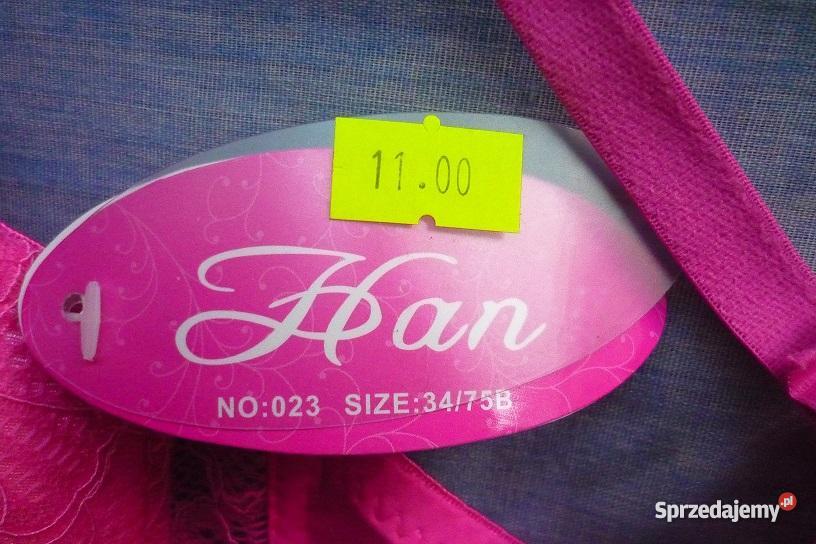 11.00
Han
NO:023 SIZE:34/75B
Sprzedajemy.pl